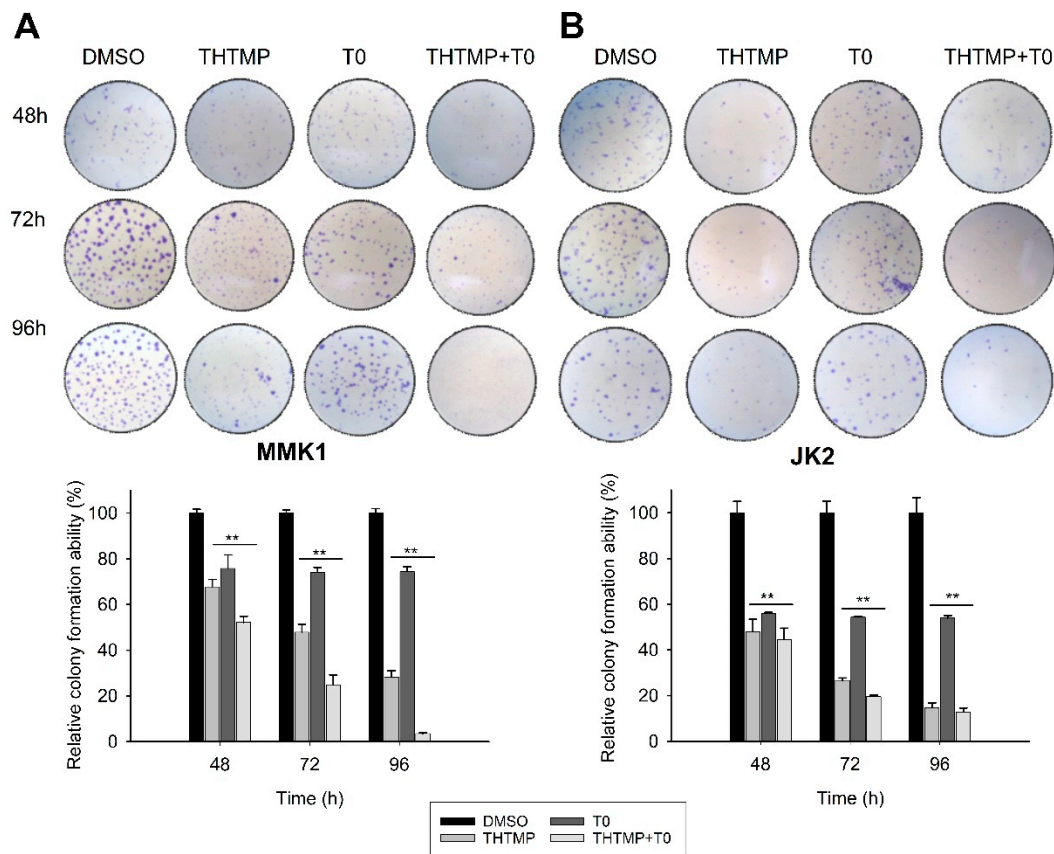 A
B
DMSO THTMP T0 THTMP+T0
DMSO THTMP T0 THTMP+T0
48h
72h
96h
MMK1
JK2
Relative colony formation ability (%)
100
80
60
40
20
0
**
**
**
48 72 96
Time (h)
Relative colony formation ability (%)
100
80
60
40
20
0
**
**
**
48 72 96
Time (h)
DMSO T0
THTMP THTMP+T0